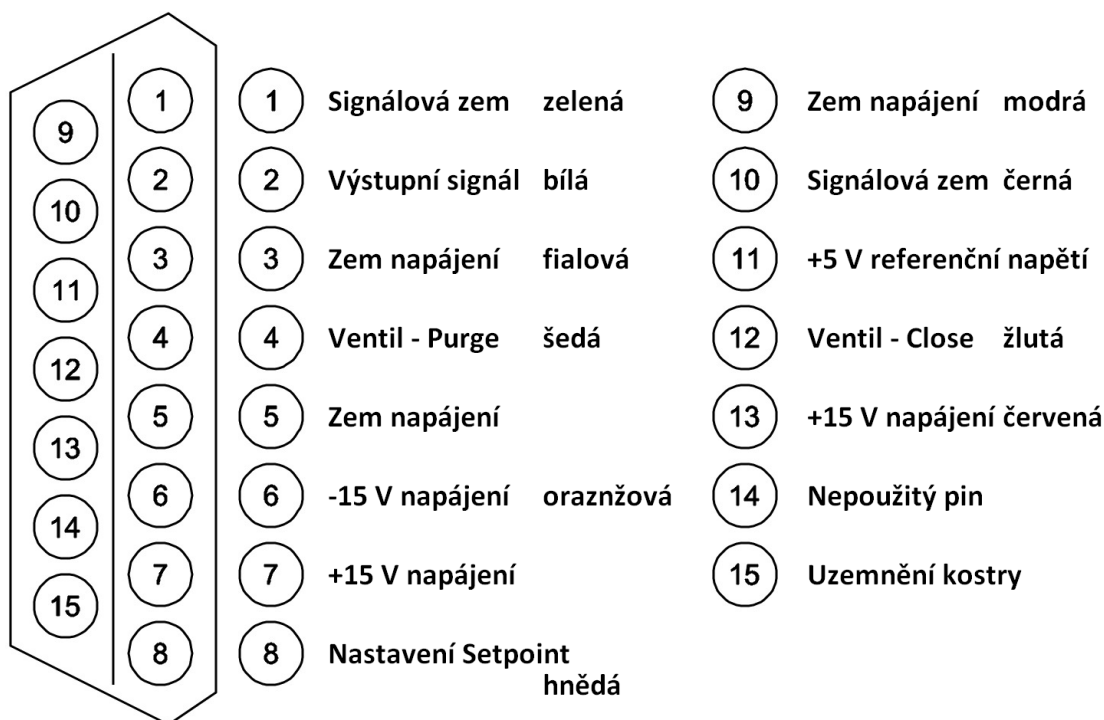 1 1 Signálová zem zelená 9 Zem napájení modrá
9
2 2 Výstupní signál bílá 10 Signálová zem černá
10
3 3 Zem napájení fialová 11 +5 V referenční napětí
11
4 4 Ventil - Purge šedá 12 Ventil - Close žlutá
12
5 5 Zem napájení 13 +15 V napájení červená
13
6 6 -15 V napájení oraznžová 14 Nepoužitý pin
14
7 7 +15 V napájení 15 Uzemnění kostry
15
8 8 Nastavení Setpoint
hnědá